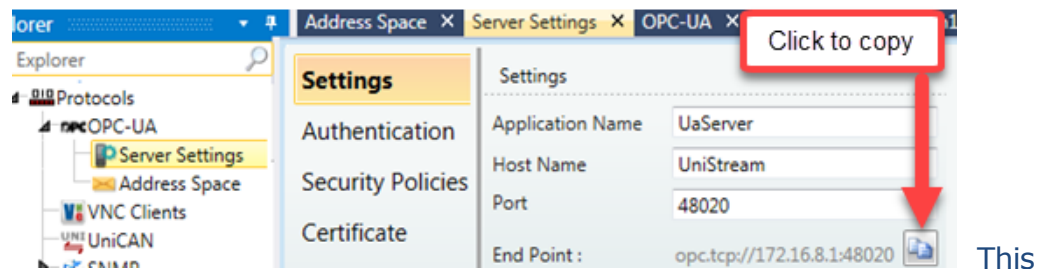 lorer
Address Space X Server Settings X OPC-UA X
Click to copy
Explorer
Protocols
OPC-UA
Server Settings
Address Space
VNC Clients
UniCAN
SNMP
Settings
Authentication
Security Policies
Certificate
Settings
Application Name UaServer
Host Name UniStream
Port 48020
End Point : opc.tcp://172.16.8.1:48020
This